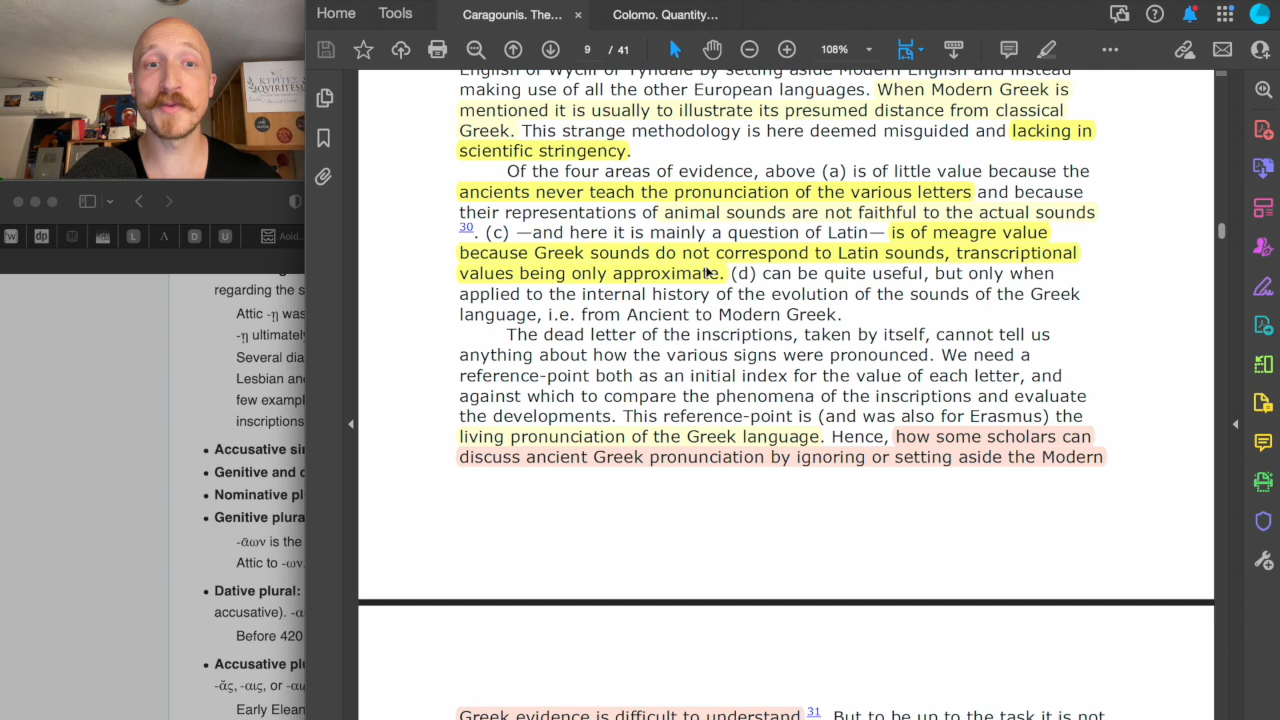 Home
Tools
Caragounis. The...
×
Colomo. Quantity...
9 / 41
108%
ΚΤΡΙΤΕΣ
JOVIRITES
English of Wyclif or Tyndale by setting aside Modern English and instead
making use of all the other European languages. When Modern Greek is
mentioned it is usually to illustrate its presumed distance from classical
Greek. This strange methodology is here deemed misguided and lacking in
scientific stringency.
Of the four areas of evidence, above (a) is of little value because the
ancients never teach the pronunciation of the various letters and because
their representations of animal sounds are not faithful to the actual sounds
30. (c) —and here it is mainly a question of Latin— is of meagre value
because Greek sounds do not correspond to Latin sounds, transcriptional
values being only approximate. (d) can be quite useful, but only when
applied to the internal history of the evolution of the sounds of the Greek
language, i.e. from Ancient to Modern Greek.
The dead letter of the inscriptions, taken by itself, cannot tell us
anything about how the various signs were pronounced. We need a
reference-point both as an initial index for the value of each letter, and
against which to compare the phenomena of the inscriptions and evaluate
the developments. This reference-point is (and was also for Erasmus) the
living pronunciation of the Greek language. Hence, how some scholars can
discuss ancient Greek pronunciation by ignoring or setting aside the Modern
Greek evidence is difficult to understand 31. But to be up to the task it is not
W
dp
L
Λ
D
U
Aoid..
regarding the s
Attic -ῃ was
-ῃ ultimately
Several dia
Lesbian an
few examp
inscriptions
• Accusative si
• Genitive and
• Nominative pl
• Genitive plura
-ᾱων is the
Attic to -ων.
• Dative plural:
accusative). -α
Before 420
• Accusative pl
-ᾰς, -αις, or -αι
Early Elean